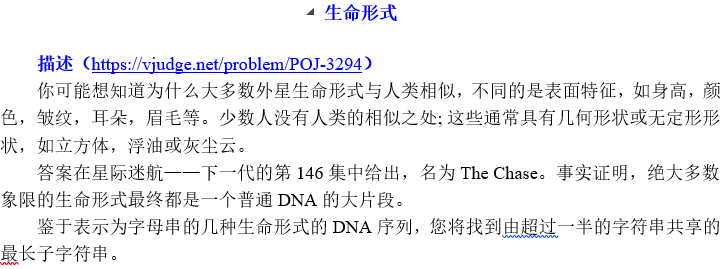 生命形式
描述（https://vjudge.net/problem/POJ-3294）
你可能想知道为什么大多数外星生命形式与人类相似，不同的是表面特征，如身高，颜
色，皱纹，耳朵，眉毛等。少数人没有人类的相似之处; 这些通常具有几何形状或无定形形
状，如立方体，浮油或灰尘云。
答案在星际迷航——下一代的第 146 集中给出，名为 The Chase。事实证明，绝大多数
象限的生命形式最终都是一个普通 DNA 的大片段。
鉴于表示为字母串的几种生命形式的 DNA 序列，您将找到由超过一半的字符串共享的
最长子字符串。